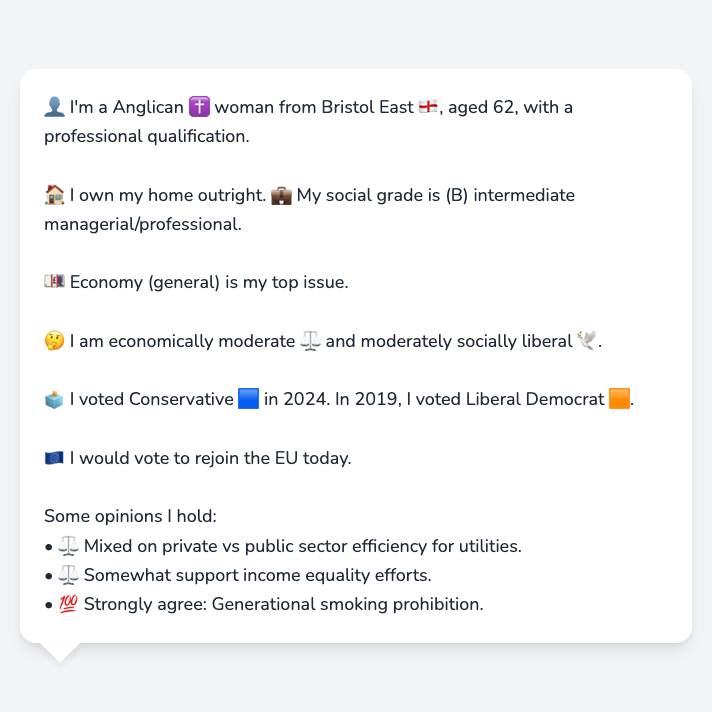 👤 I'm a Anglican ✝️ woman from Bristol East 🏴󠁧󠁢󠁥󠁮󠁧󠁿, aged 62, with a
professional qualification.
🏠 I own my home outright. 💼 My social grade is (B) intermediate
managerial/professional.
💷 Economy (general) is my top issue.
🤔 I am economically moderate ⚖️ and moderately socially liberal 🕊️.
🗳️ I voted Conservative 🟦 in 2024. In 2019, I voted Liberal Democrat 🟧.
🇪🇺 I would vote to rejoin the EU today.
Some opinions I hold:
• ⚖️ Mixed on private vs public sector efficiency for utilities.
• ⚖️ Somewhat support income equality efforts.
• 💯 Strongly agree: Generational smoking prohibition.